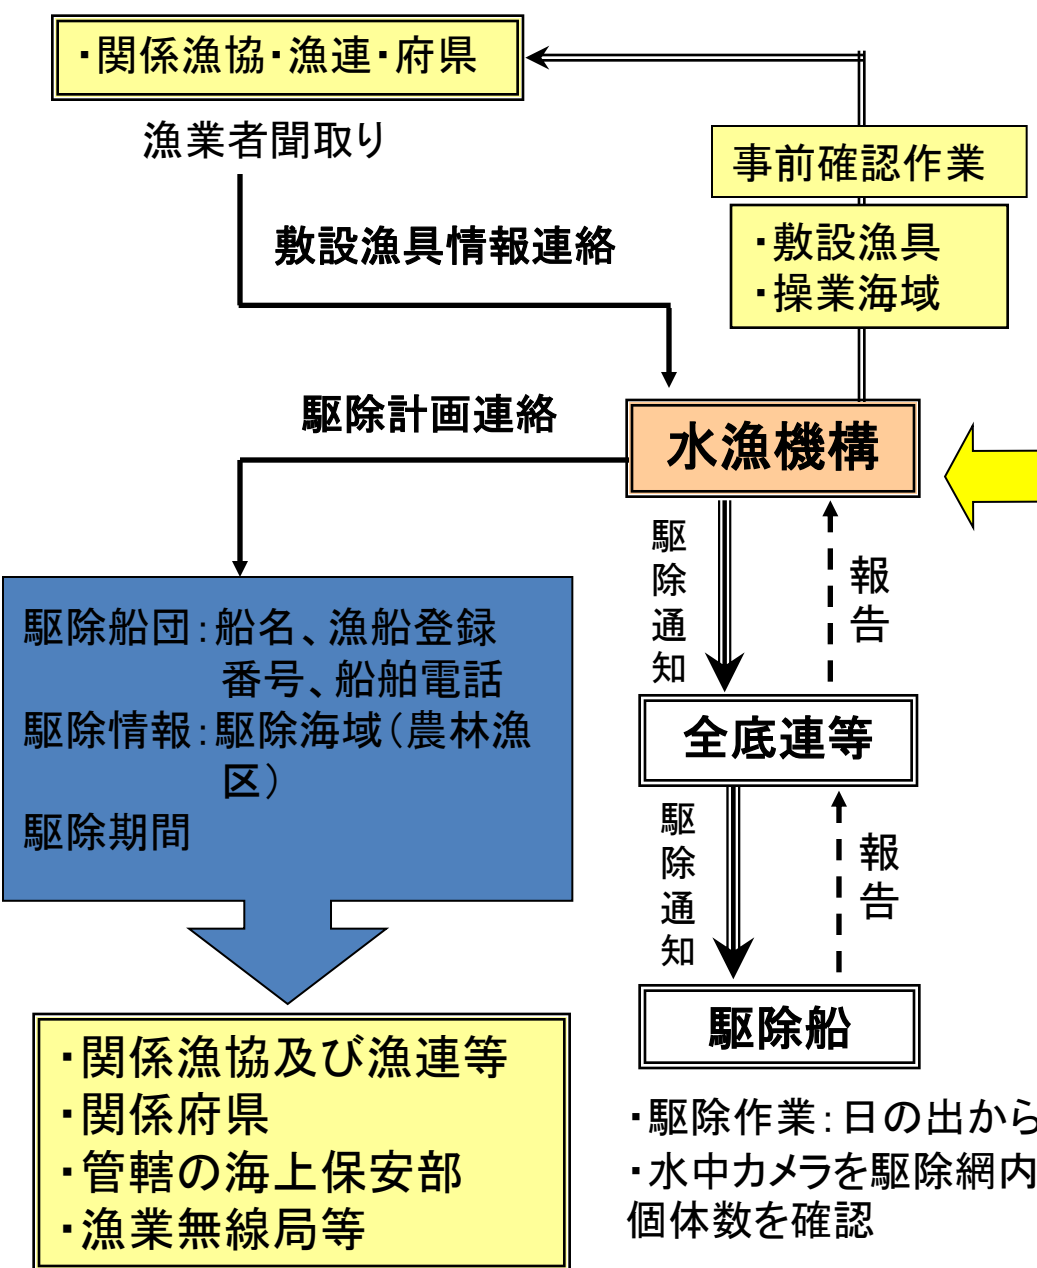 ・関係漁協・漁連・府県
漁業者聞取り
事前確認作業
・敷設漁具
・操業海域
敷設漁具情報連絡
駆除計画連絡
水漁機構
駆除通知
報告
駆除船団：船名、漁船登録
番号、船舶電話
駆除情報：駆除海域（農林漁
区）
駆除期間
全底連等
駆除通知
報告
駆除船
・関係漁協及び漁連等
・関係府県
・管轄の海上保安部
・漁業無線局等
・駆除作業：日の出から
・水中カメラを駆除網内
個体数を確認